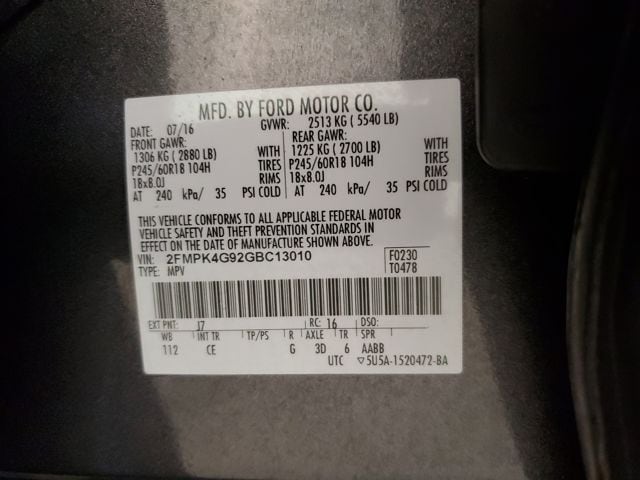 MFD. BY FORD MOTOR CO.
DATE: 07/16 GVWR: 2513 KG ( 5540 LB)
FRONT GAWR: REAR GAWR:
1306 KG ( 2880 LB) WITH 1225 KG ( 2700 LB) WITH
P245/60R18 104H TIRES P245/60R18 104H TIRES
18x8.0J RIMS 18x8.0J RIMS
AT 240 kPa/ 35 PSI COLD AT 240 kPa/ 35 PSI COLD
THIS VEHICLE CONFORMS TO ALL APPLICABLE FEDERAL MOTOR
VEHICLE SAFETY AND THEFT PREVENTION STANDARDS IN
EFFECT ON THE DATE OF MANUFACTURE SHOWN ABOVE.
VIN: 2FMPK4G92GBC13010 F0230
TYPE: MPV T0478
EXT PNT: J7 RC: 16 DSO:
WB INT TR TP/PS R AXLE TR SPR
112 CE G 3D 6 AABB
UTC ▽5U5A-1520472-BA